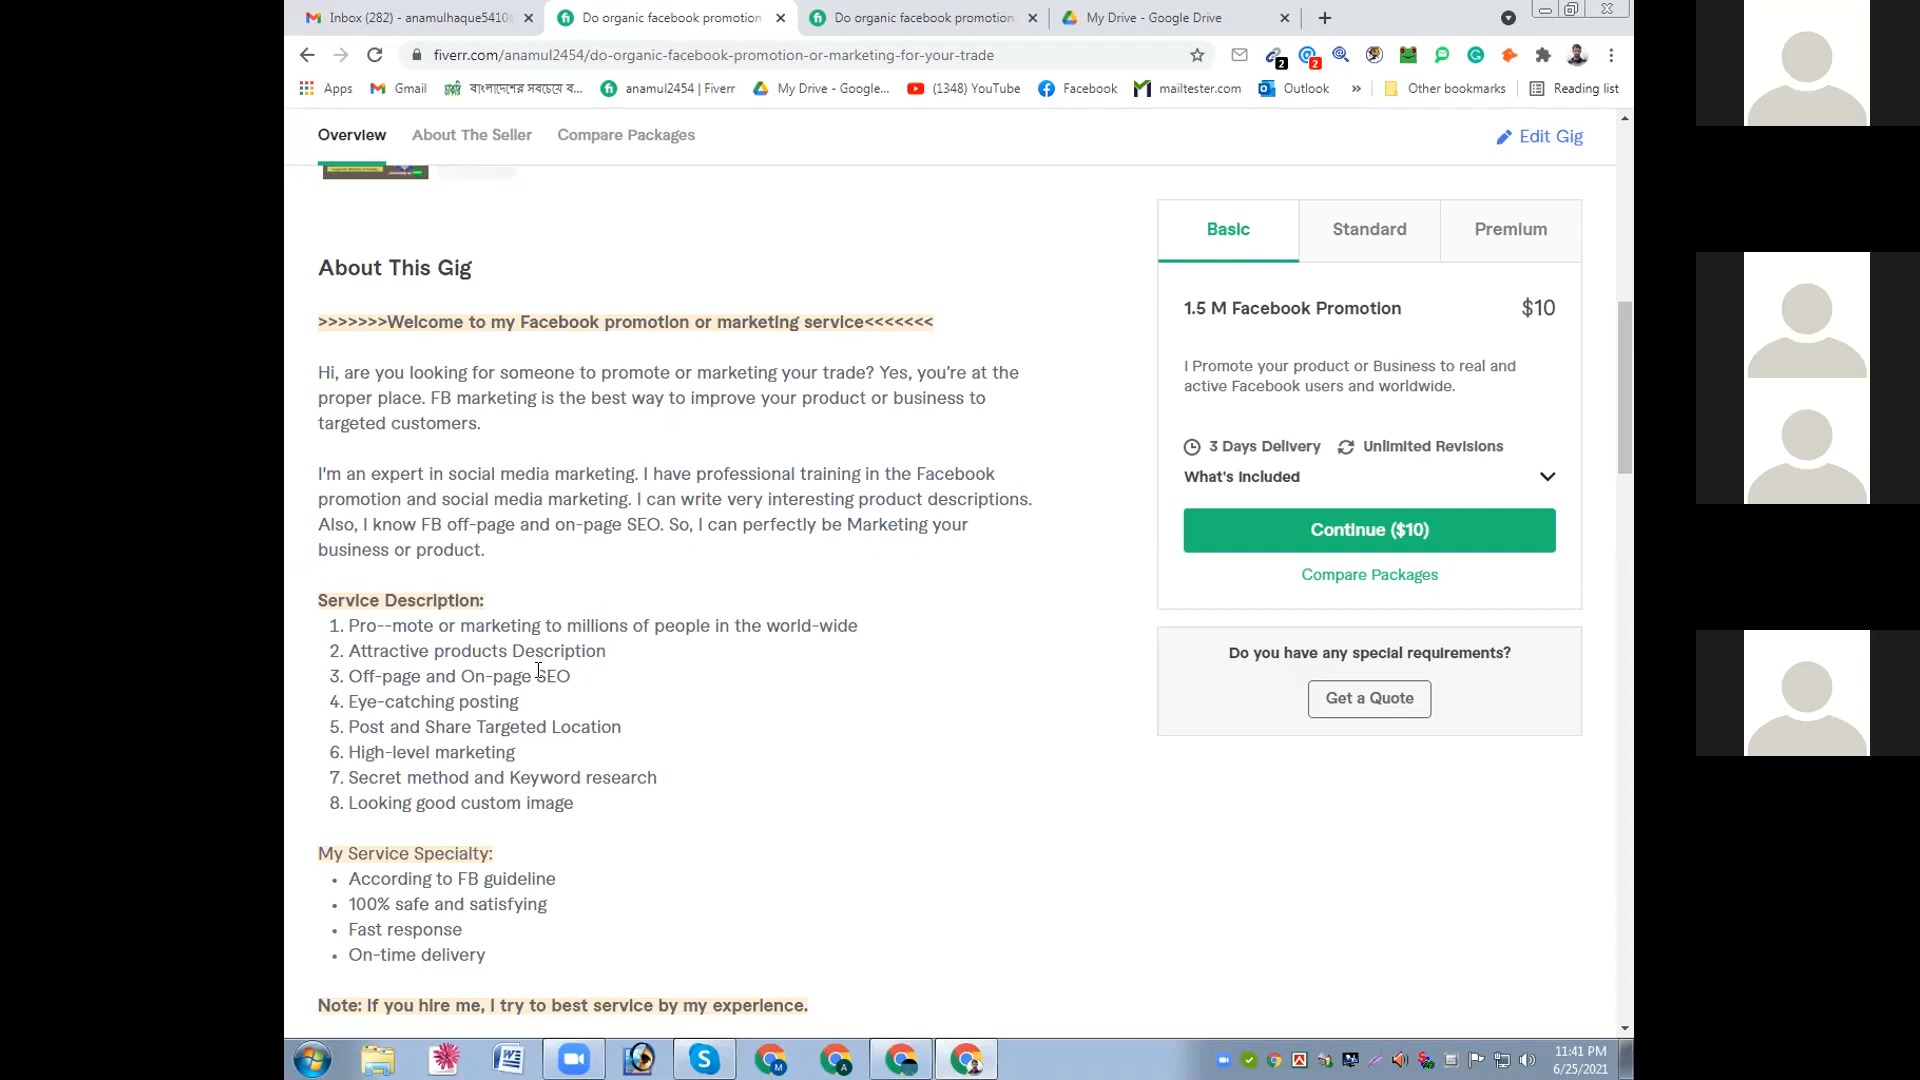 Inbox (282) - anamulhaque5410
Do organic facebook promotion
Do organic facebook promotion
My Drive - Google Drive
fiverr.com/anamul2454/do-organic-facebook-promotion-or-marketing-for-your-trade
2
2
Apps
Gmail
বাংলাদেশের সবচেয়ে ব...
anamul2454 | Fiverr
My Drive - Google...
(1348) YouTube
Facebook
mailtester.com
Outlook
»
Other bookmarks
Reading list
Overview
About The Seller
Compare Packages
Edit Gig
About This Gig
>>>>>>>Welcome to my Facebook promotion or marketing service<<<<<<<
Hi, are you looking for someone to promote or marketing your trade? Yes, you're at the
proper place. FB marketing is the best way to improve your product or business to
targeted customers.
I'm an expert in social media marketing. I have professional training in the Facebook
promotion and social media marketing. I can write very interesting product descriptions.
Also, I know FB off-page and on-page SEO. So, I can perfectly be Marketing your
business or product.
Service Description:
1. Pro--mote or marketing to millions of people in the world-wide
2. Attractive products Description
3. Off-page and On-page SEO
4. Eye-catching posting
5. Post and Share Targeted Location
6. High-level marketing
7. Secret method and Keyword research
8. Looking good custom image
My Service Specialty:
• According to FB guideline
• 100% safe and satisfying
• Fast response
• On-time delivery
Note: If you hire me, I try to best service by my experience.
Basic
Standard
Premium
1.5 M Facebook Promotion
$10
I Promote your product or Business to real and
active Facebook users and worldwide.
3 Days Delivery
Unlimited Revisions
What's Included
Continue ($10)
Compare Packages
Do you have any special requirements?
Get a Quote
11:41 PM
6/25/2021